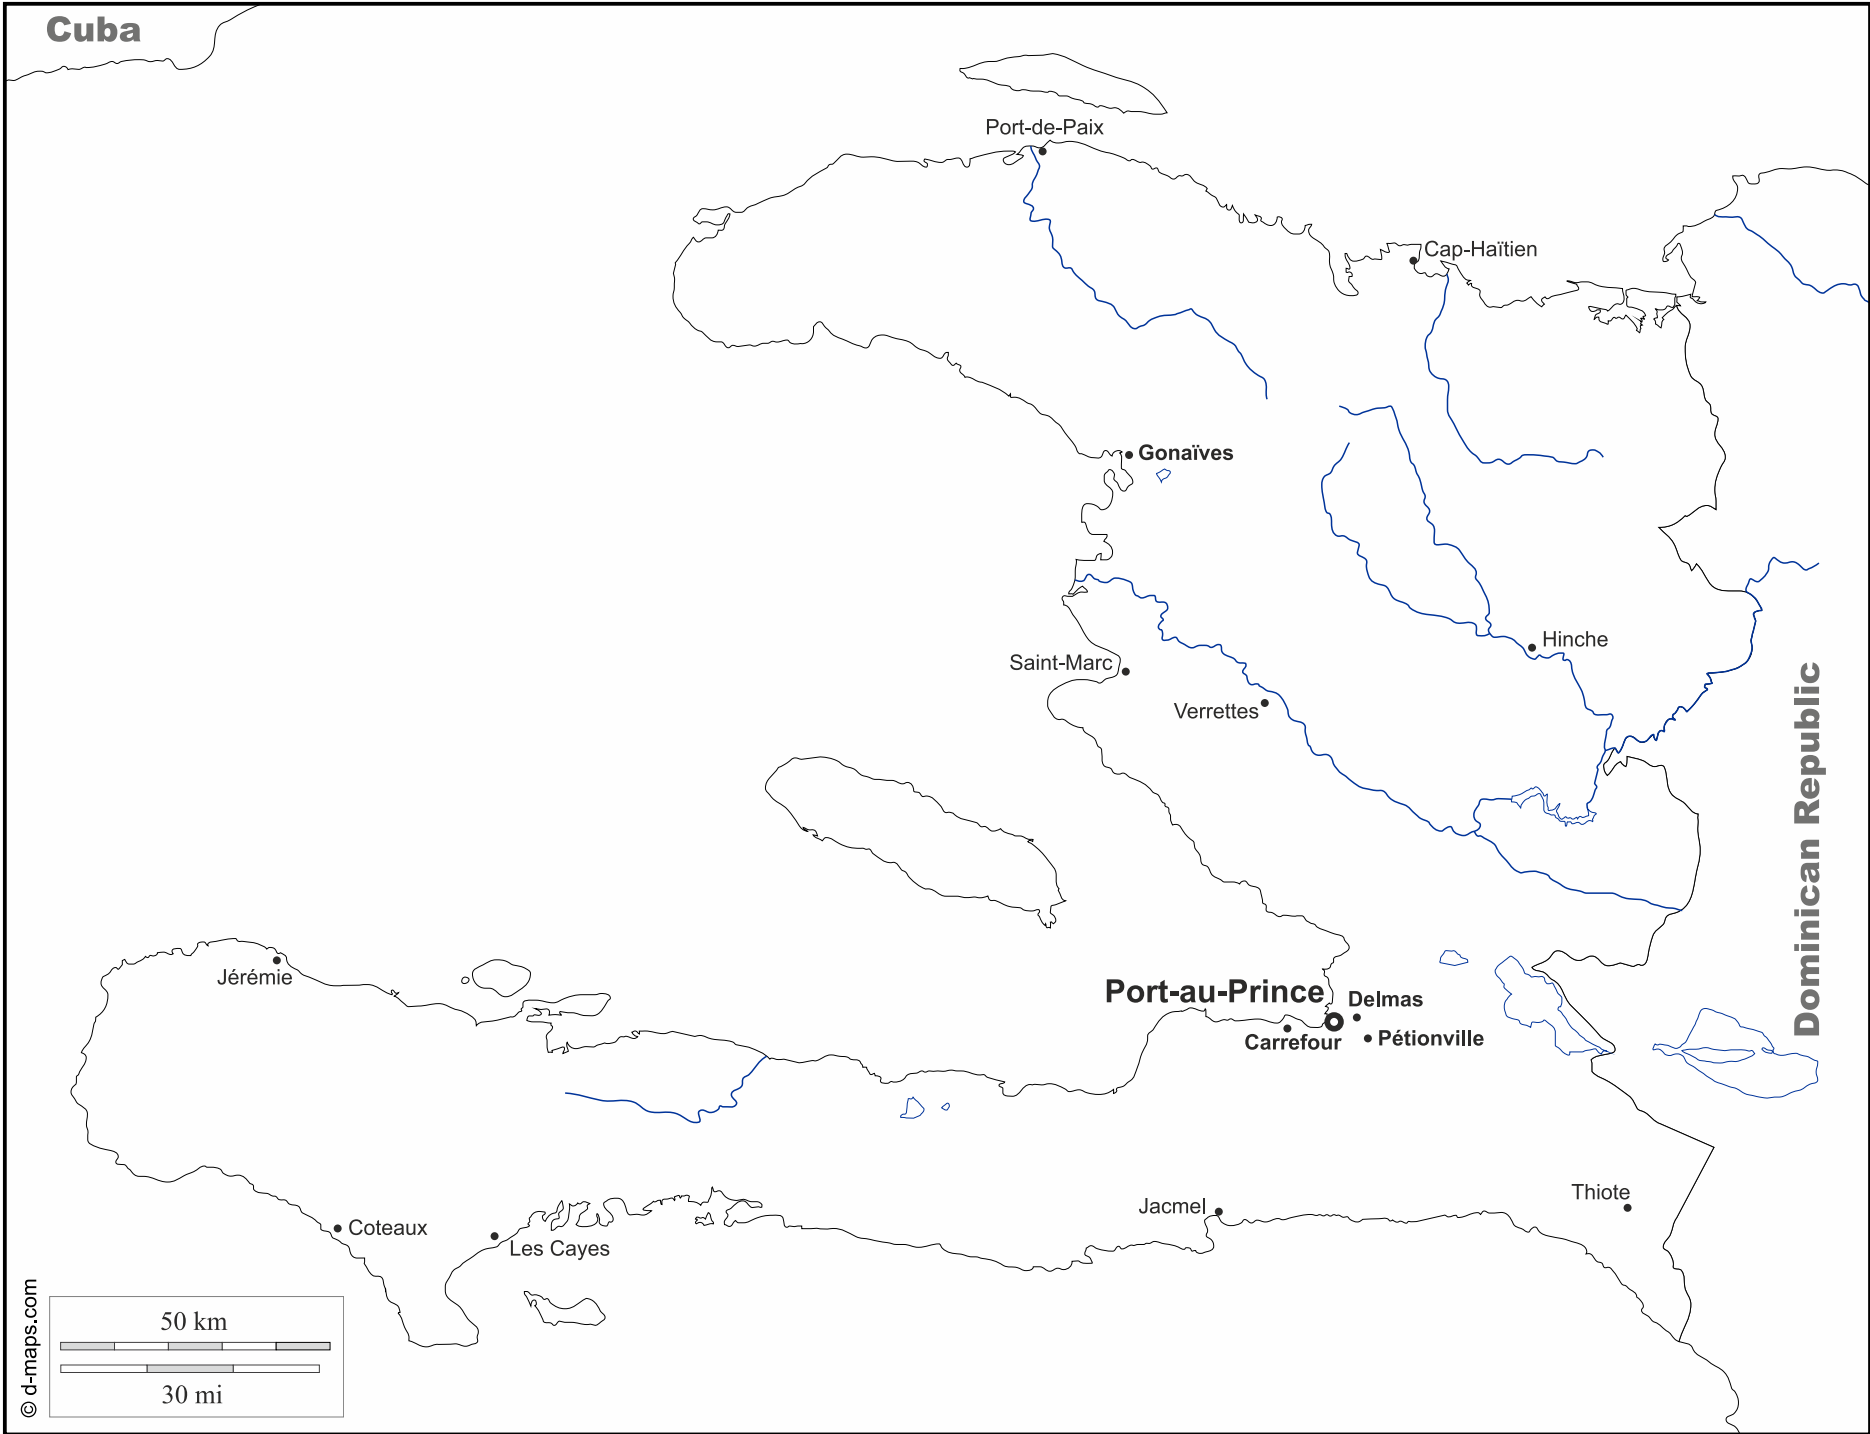 Cuba
Port-de-Paix
Cap-Haïtien
Gonaïves
Hinche
Saint-Marc
Verrettes
Dominican Republic
Jérémie
Port-au-Prince
Delmas
Carrefour
Pétionville
Thiote
Jacmel
Coteaux
Les Cayes
50 km
30 mi
© d-maps.com